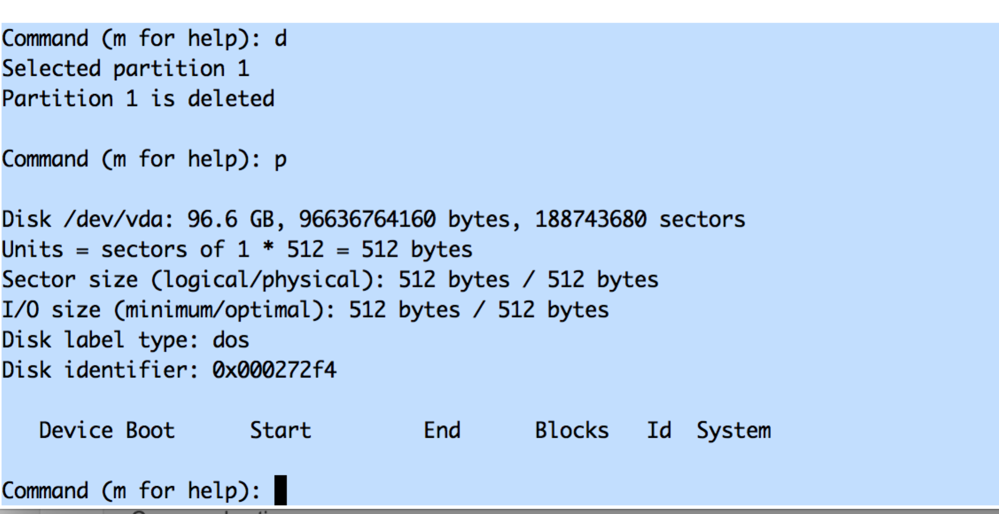 Command (m for help): d
Selected partition 1
Partition 1 is deleted
Command (m for help): p
Disk /dev/vda: 96.6 GB, 96636764160 bytes, 188743680 sectors
Units = sectors of 1 * 512 = 512 bytes
Sector size (logical/physical): 512 bytes / 512 bytes
I/O size (minimum/optimal): 512 bytes / 512 bytes
Disk label type: dos
Disk identifier: 0x000272f4
Device Boot      Start         End      Blocks   Id  System
Command (m for help):